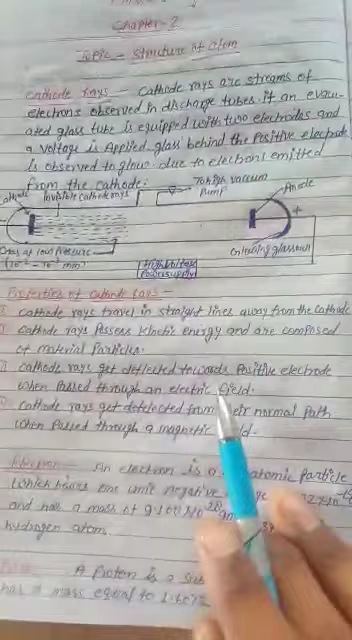 Chapter-2
Topic - Structure of atom
Cathode Rays - Cathode rays are streams of
electrons observed in discharge tubes. if an evacu-
ated glass tube is equipped with two electrodes and
a voltage is Applied glass behind the Positive electrode
is observed to glow due to electrons emitted
from the cathode.
Cathode Invisible cathode rays To high vacuum Pump Anode
+
Gas at low pressure Glowing glass wall
High voltage
Power supply
Properties of cathode rays -
cathode rays travel in straight lines away from the cathode
cathode rays Possess kinetic energy and are composed
of material Particles.
cathode rays get deflected towards Positive electrode
when Passed through an electric field.
cathode rays get deflected from their normal Path
when Passed through a magnetic
Electron - An electron is a atomic Particle
Which bears one unit negative
and has a mass of
hydrogen atom.
A Proton is a sub
has a mass equal to